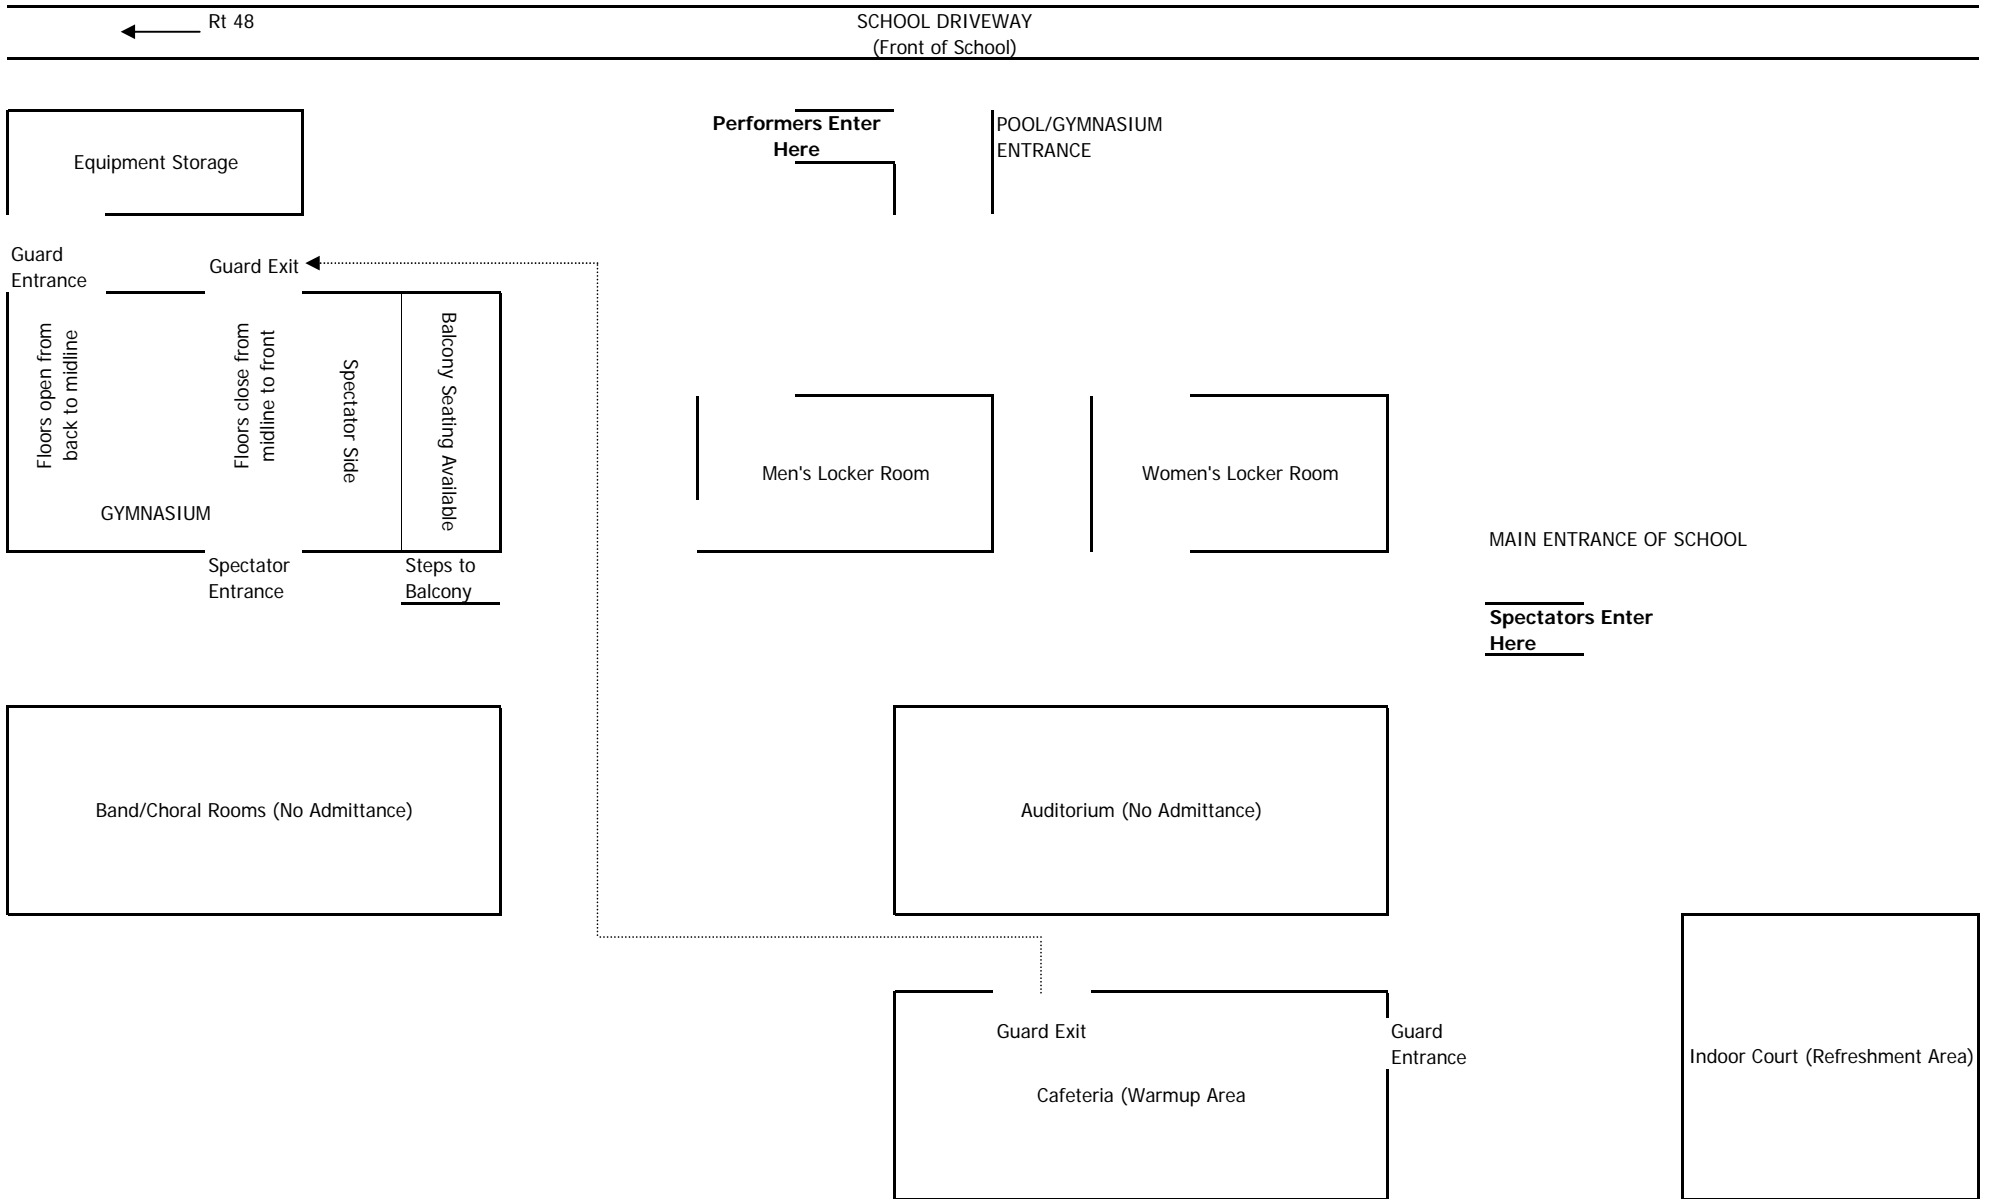 Rt 48
SCHOOL DRIVEWAY
(Front of School)
Performers Enter
Here
POOL/GYMNASIUM
ENTRANCE
Equipment Storage
Guard
Entrance
Guard Exit
Floors open from
back to midline
Floors close from
midline to front
Spectator Side
Balcony Seating Available
GYMNASIUM
Men's Locker Room
Women's Locker Room
MAIN ENTRANCE OF SCHOOL
Spectator
Entrance
Steps to
Balcony
Spectators Enter
Here
Band/Choral Rooms (No Admittance)
Auditorium (No Admittance)
Guard Exit
Guard
Entrance
Cafeteria (Warmup Area
Indoor Court (Refreshment Area)